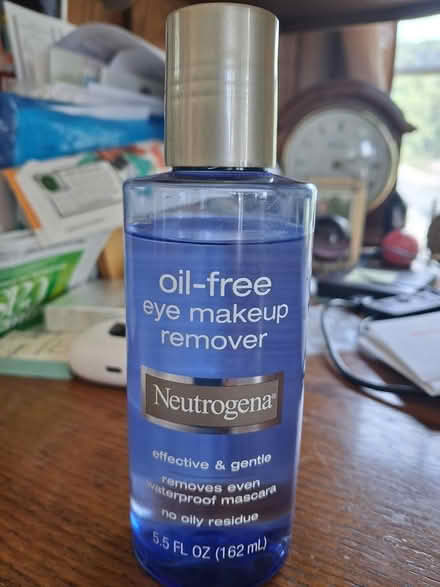 oil-free
eye makeup
remover
Neutrogena®
effective & gentle
removes even
waterproof mascara
no oily residue
5.5 FL OZ (162 mL)